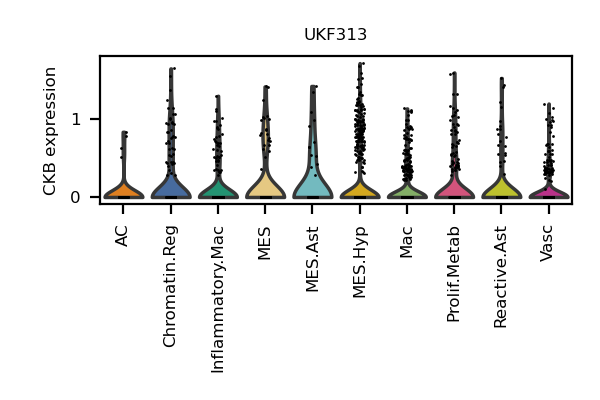 UKF313
CKB expression
1
0
AC
Chromatin.Reg
Inflammatory.Mac
MES
MES.Ast
MES.Hyp
Mac
Prolif.Metab
Reactive.Ast
Vasc